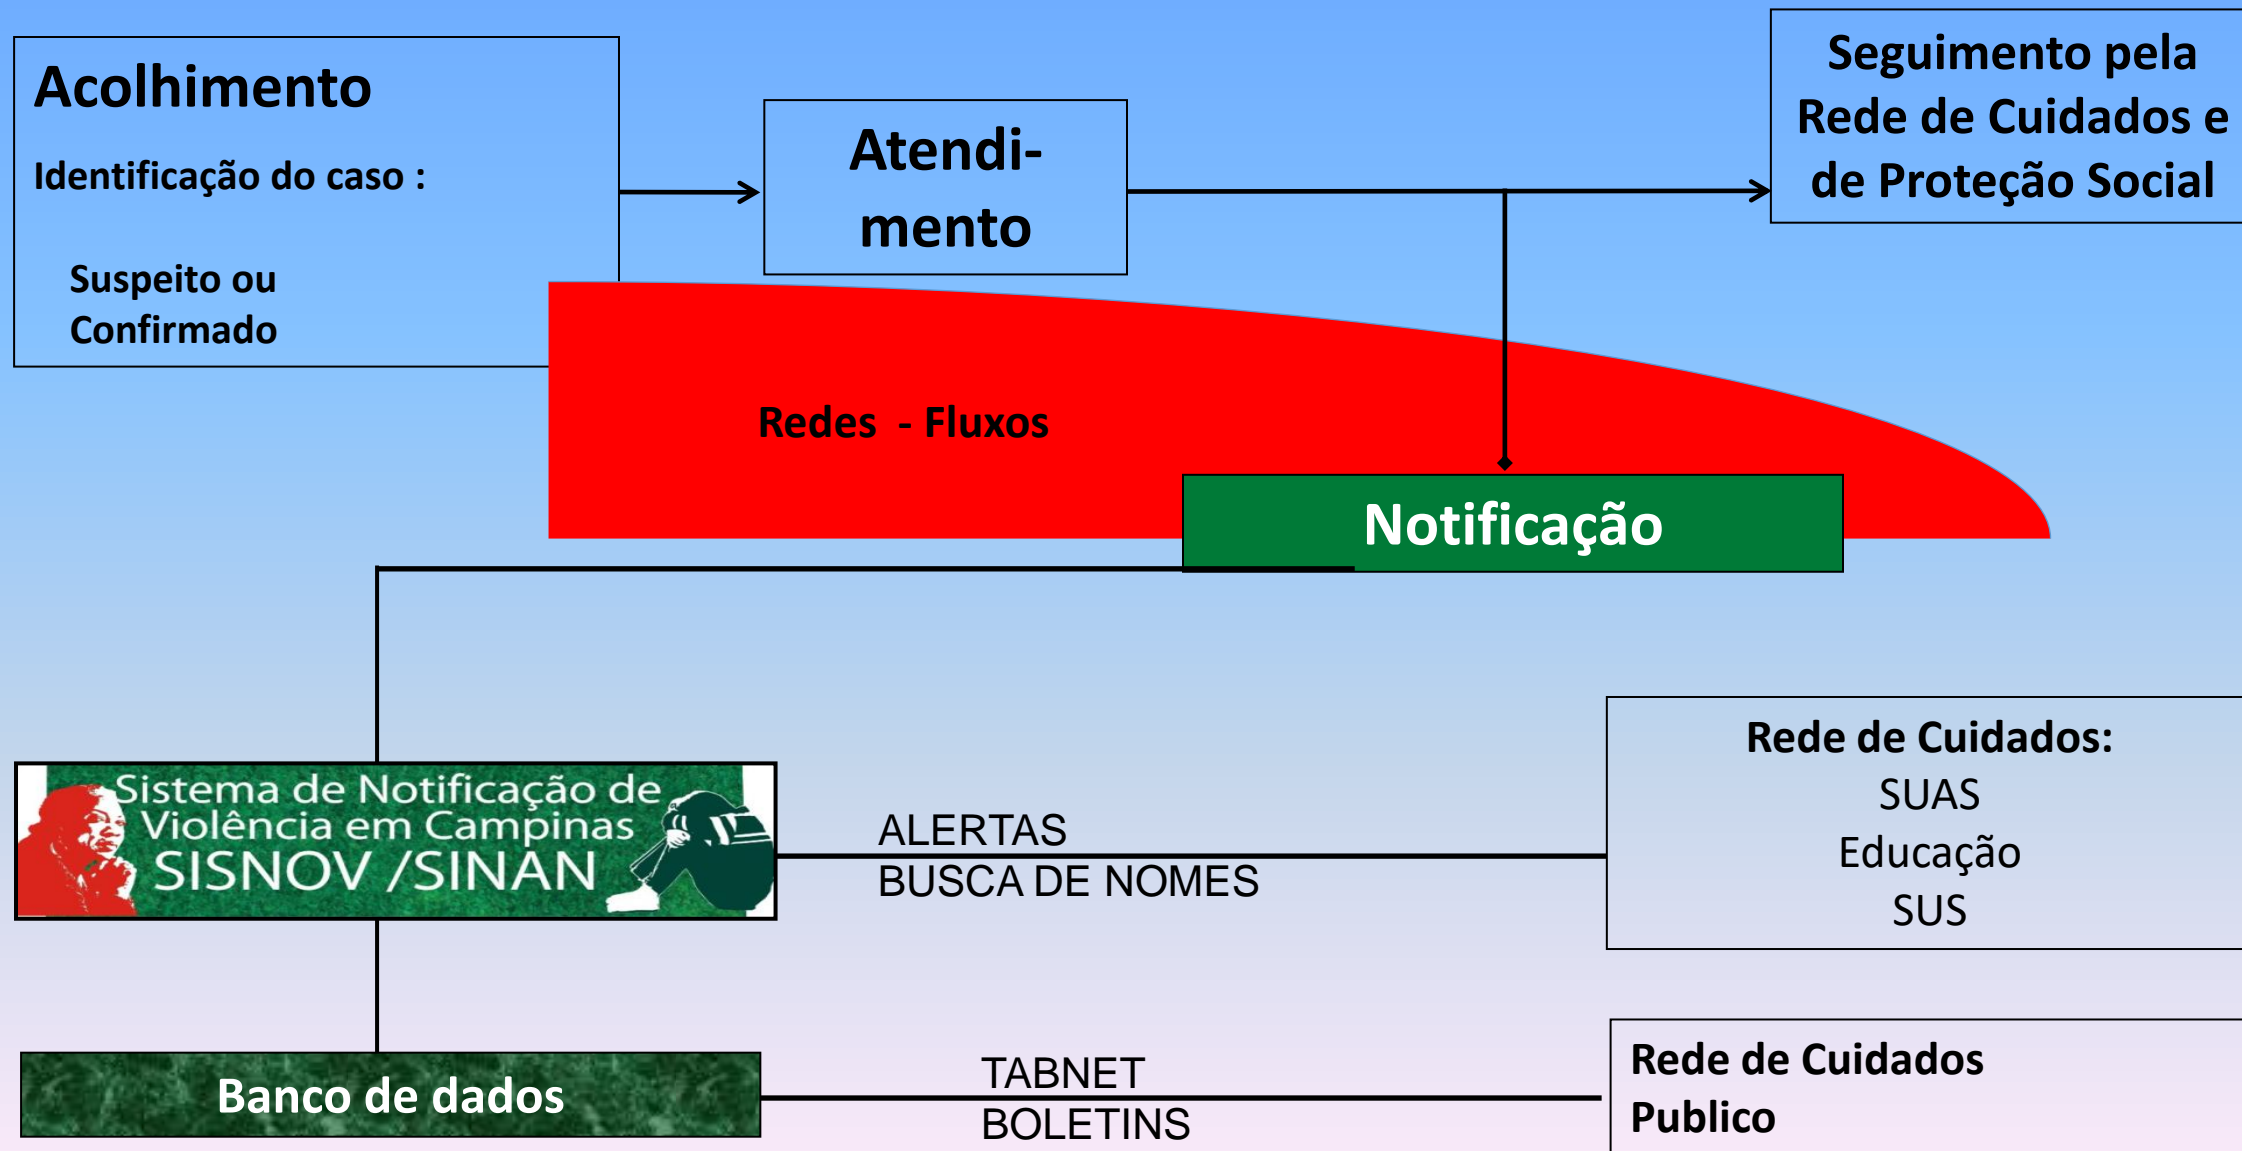 Acolhimento
Identificação do caso :
Suspeito ou
Confirmado
Atendi-
mento
Seguimento pela
Rede de Cuidados e
de Proteção Social
Redes - Fluxos
Notificação
Sistema de Notificação de
Violência em Campinas
SISNOV /SINAN
ALERTAS
BUSCA DE NOMES
Rede de Cuidados:
SUAS
Educação
SUS
Banco de dados
TABNET
BOLETINS
Rede de Cuidados
Publico